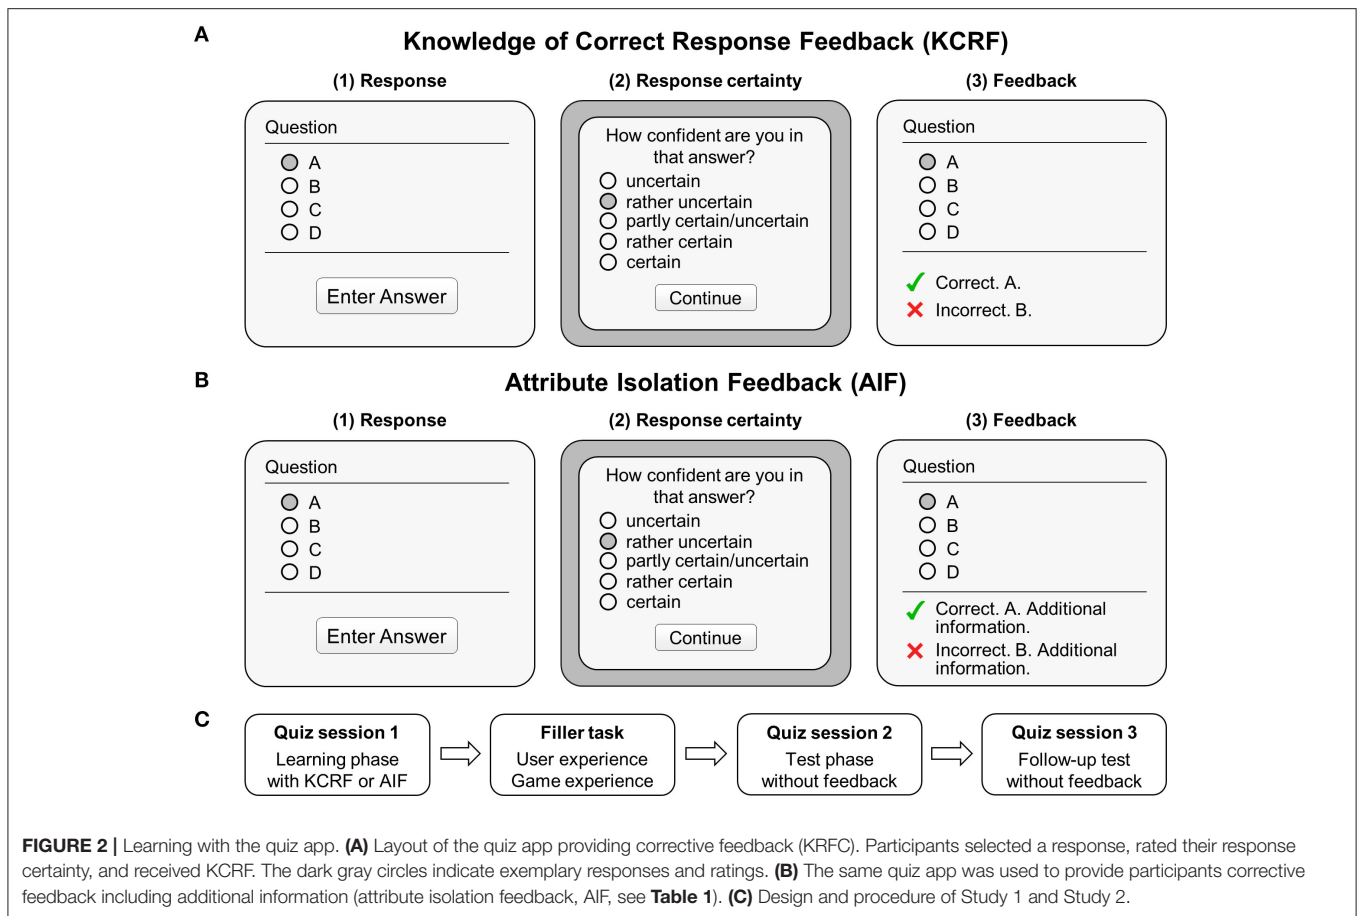 A
Knowledge of Correct Response Feedback (KCRF)
(1) Response
(2) Response certainty
(3) Feedback
Question
A
B
C
D
Enter Answer
How confident are you in
that answer?
uncertain
rather uncertain
partly certain/uncertain
rather certain
certain
Continue
Question
A
B
C
D
Correct. A.
Incorrect. B.
B
Attribute Isolation Feedback (AIF)
(1) Response
(2) Response certainty
(3) Feedback
Question
A
B
C
D
Enter Answer
How confident are you in
that answer?
uncertain
rather uncertain
partly certain/uncertain
rather certain
certain
Continue
Question
A
B
C
D
Correct. A. Additional
information.
Incorrect. B. Additional
information.
C
Quiz session 1
Learning phase
with KCRF or AIF
Filler task
User experience
Game experience
Quiz session 2
Test phase
without feedback
Quiz session 3
Follow-up test
without feedback
FIGURE 2 | Learning with the quiz app. (A) Layout of the quiz app providing corrective feedback (KRFC). Participants selected a response, rated their response
certainty, and received KCRF. The dark gray circles indicate exemplary responses and ratings. (B) The same quiz app was used to provide participants corrective
feedback including additional information (attribute isolation feedback, AIF, see Table 1). (C) Design and procedure of Study 1 and Study 2.